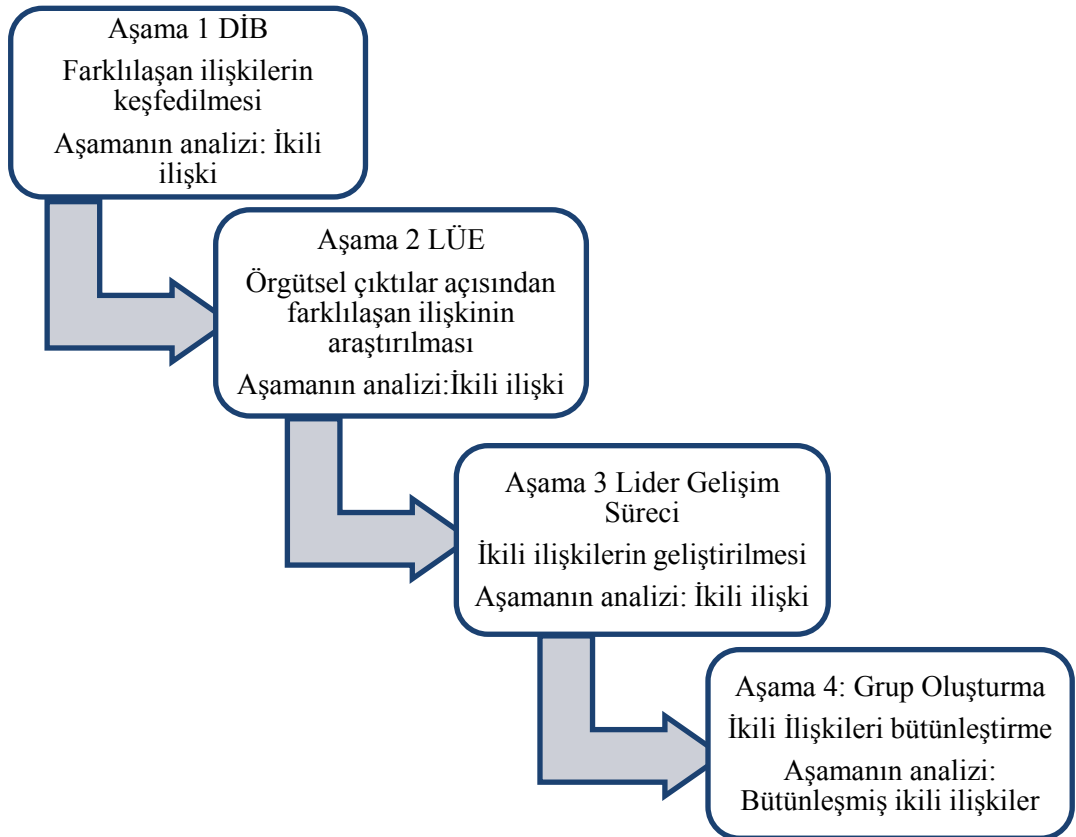 Aşama 1 DİB
Farklılaşan ilişkilerin
keşfedilmesi
Aşamanın analizi: İkili
ilişki
Aşama 2 LÜE
Örgütsel çıktılar açısından
farklılaşan ilişkinin
araştırılması
Aşamanın analizi:İkili ilişki
Aşama 3 Lider Gelişim
Süreci
İkili ilişkilerin geliştirilmesi
Aşamanın analizi: İkili ilişki
Aşama 4: Grup Oluşturma
İkili İlişkileri bütünleştirme
Aşamanın analizi:
Bütünleşmiş ikili ilişkiler